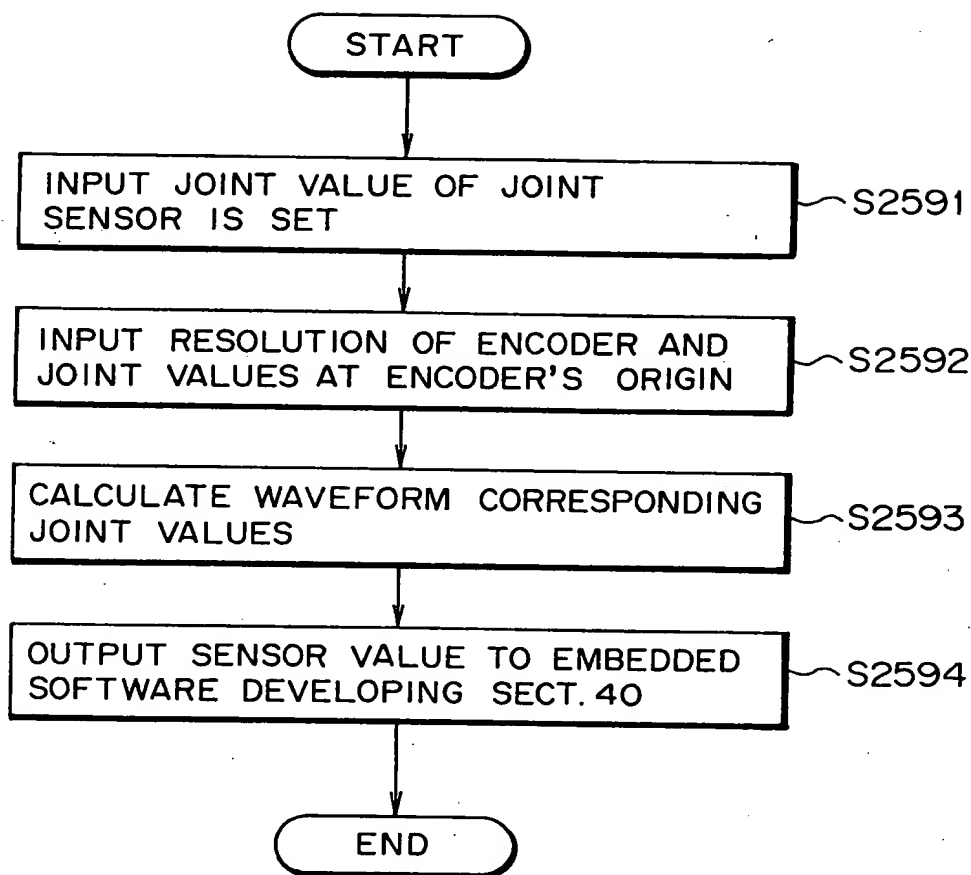 START
INPUT JOINT VALUE OF JOINT
SENSOR IS SET
S2591
INPUT RESOLUTION OF ENCODER AND
JOINT VALUES AT ENCODER'S ORIGIN
S2592
CALCULATE WAVEFORM CORRESPONDING
JOINT VALUES
S2593
OUTPUT SENSOR VALUE TO EMBEDDED
SOFTWARE DEVELOPING SECT. 40
S2594
END